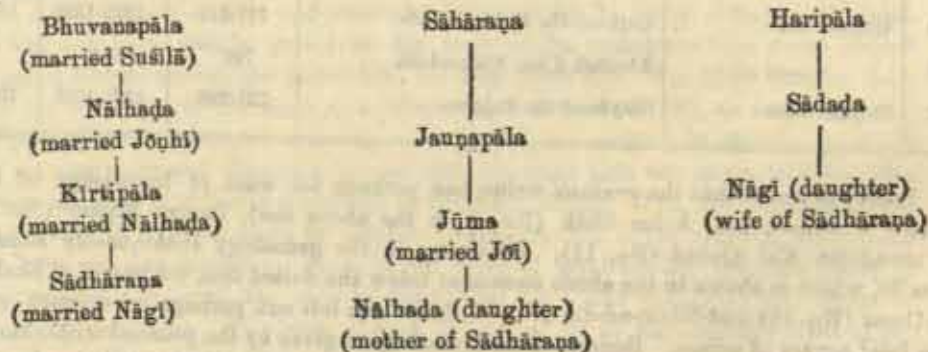 Bhuvanapāla
(married Suśīlā)
Nālhaḍa
(married Jōṇhī)
Kīrtipāla
(married Nālhaḍa)
Sādhāraṇa
(married Nāgī)
Sāhāraṇa
Jauṇapāla
Jūma
(married Jōī)
Nālhaḍa (daughter)
(mother of Sādhāraṇa)
Haripāla
Sādaḍa
Nāgī (daughter)
(wife of Sādhāraṇa)